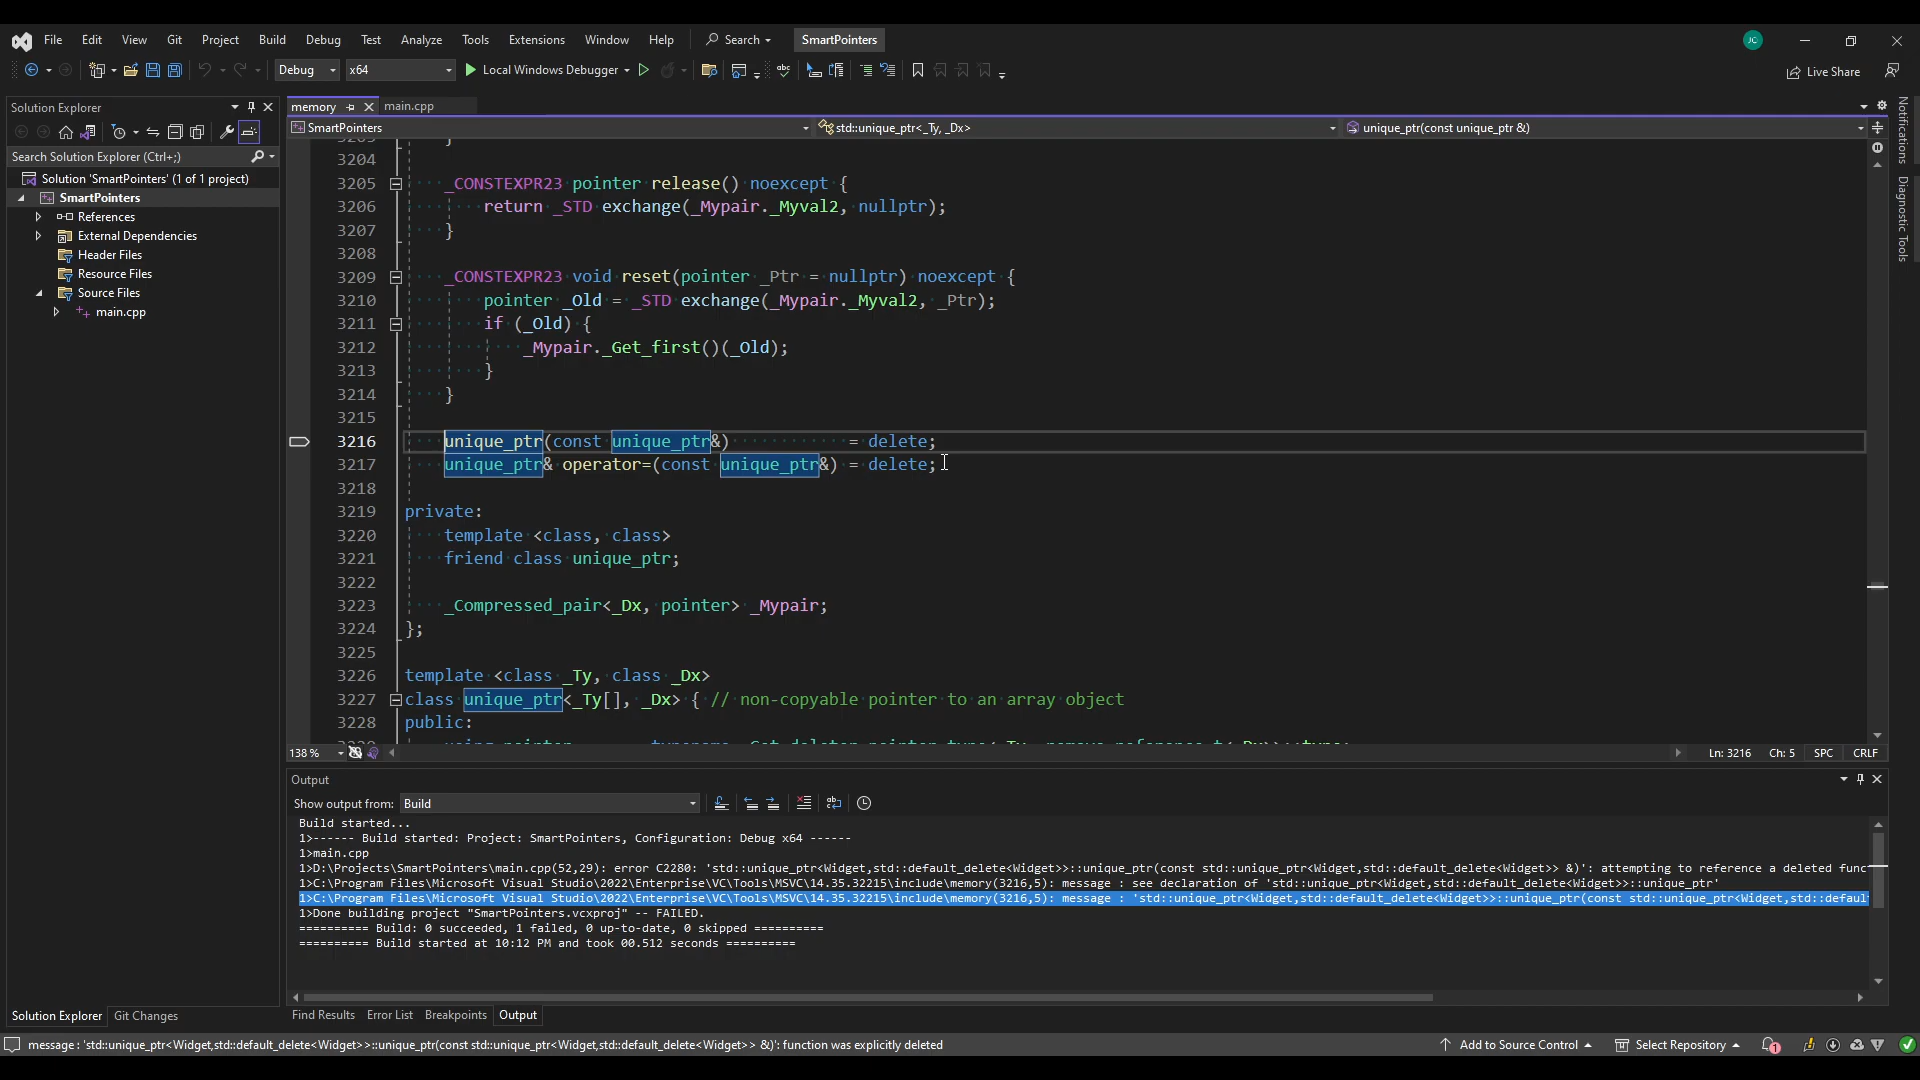 File Edit View Git Project Build Debug Test Analyze Tools Extensions Window Help Search SmartPointers JC
Debug x64 Local Windows Debugger Live Share
Solution Explorer
Search Solution Explorer (Ctrl+;)
Solution 'SmartPointers' (1 of 1 project)
SmartPointers
References
External Dependencies
Header Files
Resource Files
Source Files
main.cpp
Solution Explorer Git Changes
memory main.cpp
SmartPointers std::unique_ptr<_Ty, _Dx> unique_ptr(const unique_ptr &)
3203 }
3204
3205 _CONSTEXPR23 pointer release() noexcept {
3206 return _STD exchange(_Mypair._Myval2, nullptr);
3207 }
3208
3209 _CONSTEXPR23 void reset(pointer _Ptr = nullptr) noexcept {
3210 pointer _Old = _STD exchange(_Mypair._Myval2, _Ptr);
3211 if (_Old) {
3212 _Mypair._Get_first()(_Old);
3213 }
3214 }
3215
3216 unique_ptr(const unique_ptr&) = delete;
3217 unique_ptr& operator=(const unique_ptr&) = delete;
3218
3219 private:
3220 template <class, class>
3221 friend class unique_ptr;
3222
3223 _Compressed_pair<_Dx, pointer> _Mypair;
3224 };
3225
3226 template <class _Ty, class _Dx>
3227 class unique_ptr<_Ty[], _Dx> { // non-copyable pointer to an array object
3228 public:
138 % Ln: 3216 Ch: 5 SPC CRLF
Output
Show output from: Build
Build started...
1>------ Build started: Project: SmartPointers, Configuration: Debug x64 ------
1>main.cpp
1>D:\Projects\SmartPointers\main.cpp(52,29): error C2280: 'std::unique_ptr<Widget,std::default_delete<Widget>>::unique_ptr(const std::unique_ptr<Widget,std::default_delete<Widget>> &)': attempting to reference a deleted func
1>C:\Program Files\Microsoft Visual Studio\2022\Enterprise\VC\Tools\MSVC\14.35.32215\include\memory(3216,5): message : see declaration of 'std::unique_ptr<Widget,std::default_delete<Widget>>::unique_ptr'
1>C:\Program Files\Microsoft Visual Studio\2022\Enterprise\VC\Tools\MSVC\14.35.32215\include\memory(3216,5): message : 'std::unique_ptr<Widget,std::default_delete<Widget>>::unique_ptr(const std::unique_ptr<Widget,std::defaul
1>Done building project "SmartPointers.vcxproj" -- FAILED.
========== Build: 0 succeeded, 1 failed, 0 up-to-date, 0 skipped ==========
========== Build started at 10:12 PM and took 00.512 seconds ==========
Find Results Error List Breakpoints Output
Notifications
Diagnostic Tools
message : 'std::unique_ptr<Widget,std::default_delete<Widget>>::unique_ptr(const std::unique_ptr<Widget,std::default_delete<Widget>> &)': function was explicitly deleted
Add to Source Control Select Repository 1